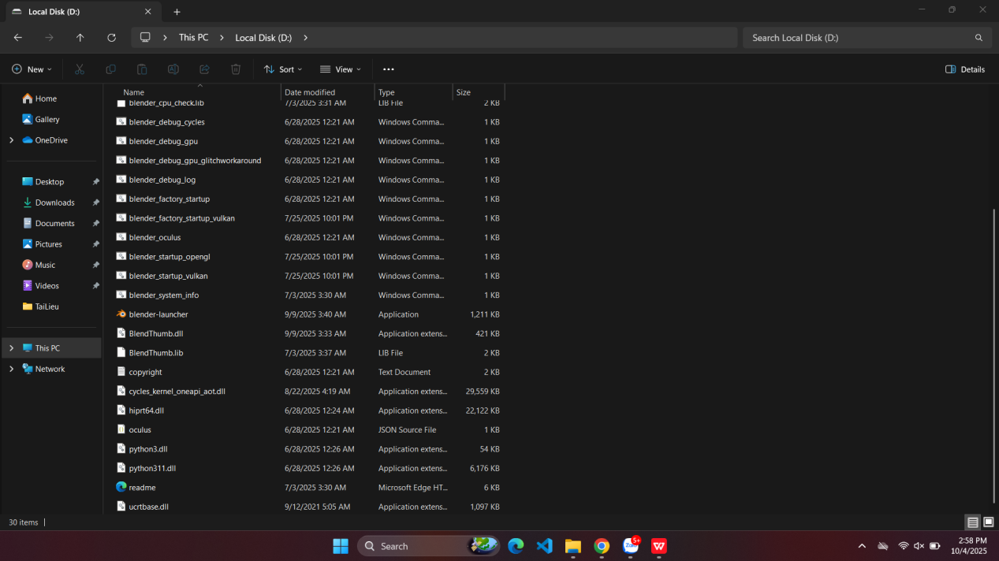 Local Disk (D:)
This PC > Local Disk (D:) >
Search Local Disk (D:)
New
Sort
View
Details
Name Date modified Type Size
Home
Gallery
OneDrive
Desktop
Downloads
Documents
Pictures
Music
Videos
TaiLieu
This PC
Network
blender_cpu_check.lib 7/3/2025 3:31 AM LIB File 2 KB
blender_debug_cycles 6/28/2025 12:21 AM Windows Comma... 1 KB
blender_debug_gpu 6/28/2025 12:21 AM Windows Comma... 1 KB
blender_debug_gpu_glitchworkaround 6/28/2025 12:21 AM Windows Comma... 1 KB
blender_debug_log 6/28/2025 12:21 AM Windows Comma... 1 KB
blender_factory_startup 6/28/2025 12:21 AM Windows Comma... 1 KB
blender_factory_startup_vulkan 7/25/2025 10:01 PM Windows Comma... 1 KB
blender_oculus 6/28/2025 12:21 AM Windows Comma... 1 KB
blender_startup_opengl 7/25/2025 10:01 PM Windows Comma... 1 KB
blender_startup_vulkan 7/25/2025 10:01 PM Windows Comma... 1 KB
blender_system_info 7/3/2025 3:30 AM Windows Comma... 1 KB
blender-launcher 9/9/2025 3:40 AM Application 1,211 KB
BlendThumb.dll 9/9/2025 3:33 AM Application extens... 421 KB
BlendThumb.lib 7/3/2025 3:37 AM LIB File 2 KB
copyright 6/28/2025 12:21 AM Text Document 2 KB
cycles_kernel_oneapi_aot.dll 8/22/2025 4:19 AM Application extens... 29,559 KB
hiprt64.dll 6/28/2025 12:24 AM Application extens... 22,122 KB
oculus 6/28/2025 12:21 AM JSON Source File 1 KB
python3.dll 6/28/2025 12:26 AM Application extens... 54 KB
python311.dll 6/28/2025 12:26 AM Application extens... 6,176 KB
readme 7/3/2025 3:30 AM Microsoft Edge HT... 6 KB
ucrtbase.dll 9/12/2021 5:05 AM Application extens... 1,097 KB
30 items
Search
Zalo
5+
W
2:58 PM
10/4/2025